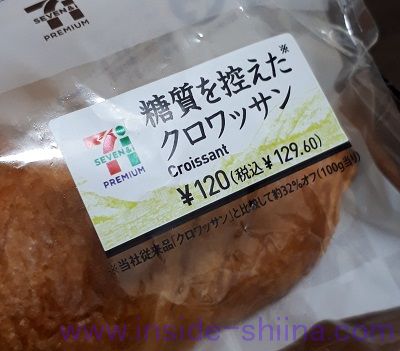 SEVEN&i
PREMIUM
糖質を控えた※
クロワッサン
Croissant
7
SEVEN&i
PREMIUM
¥120(税込¥129.60)
※当社従来品「クロワッサン」と比較して約32%オフ(100g当り)
www.inside-shiina.com